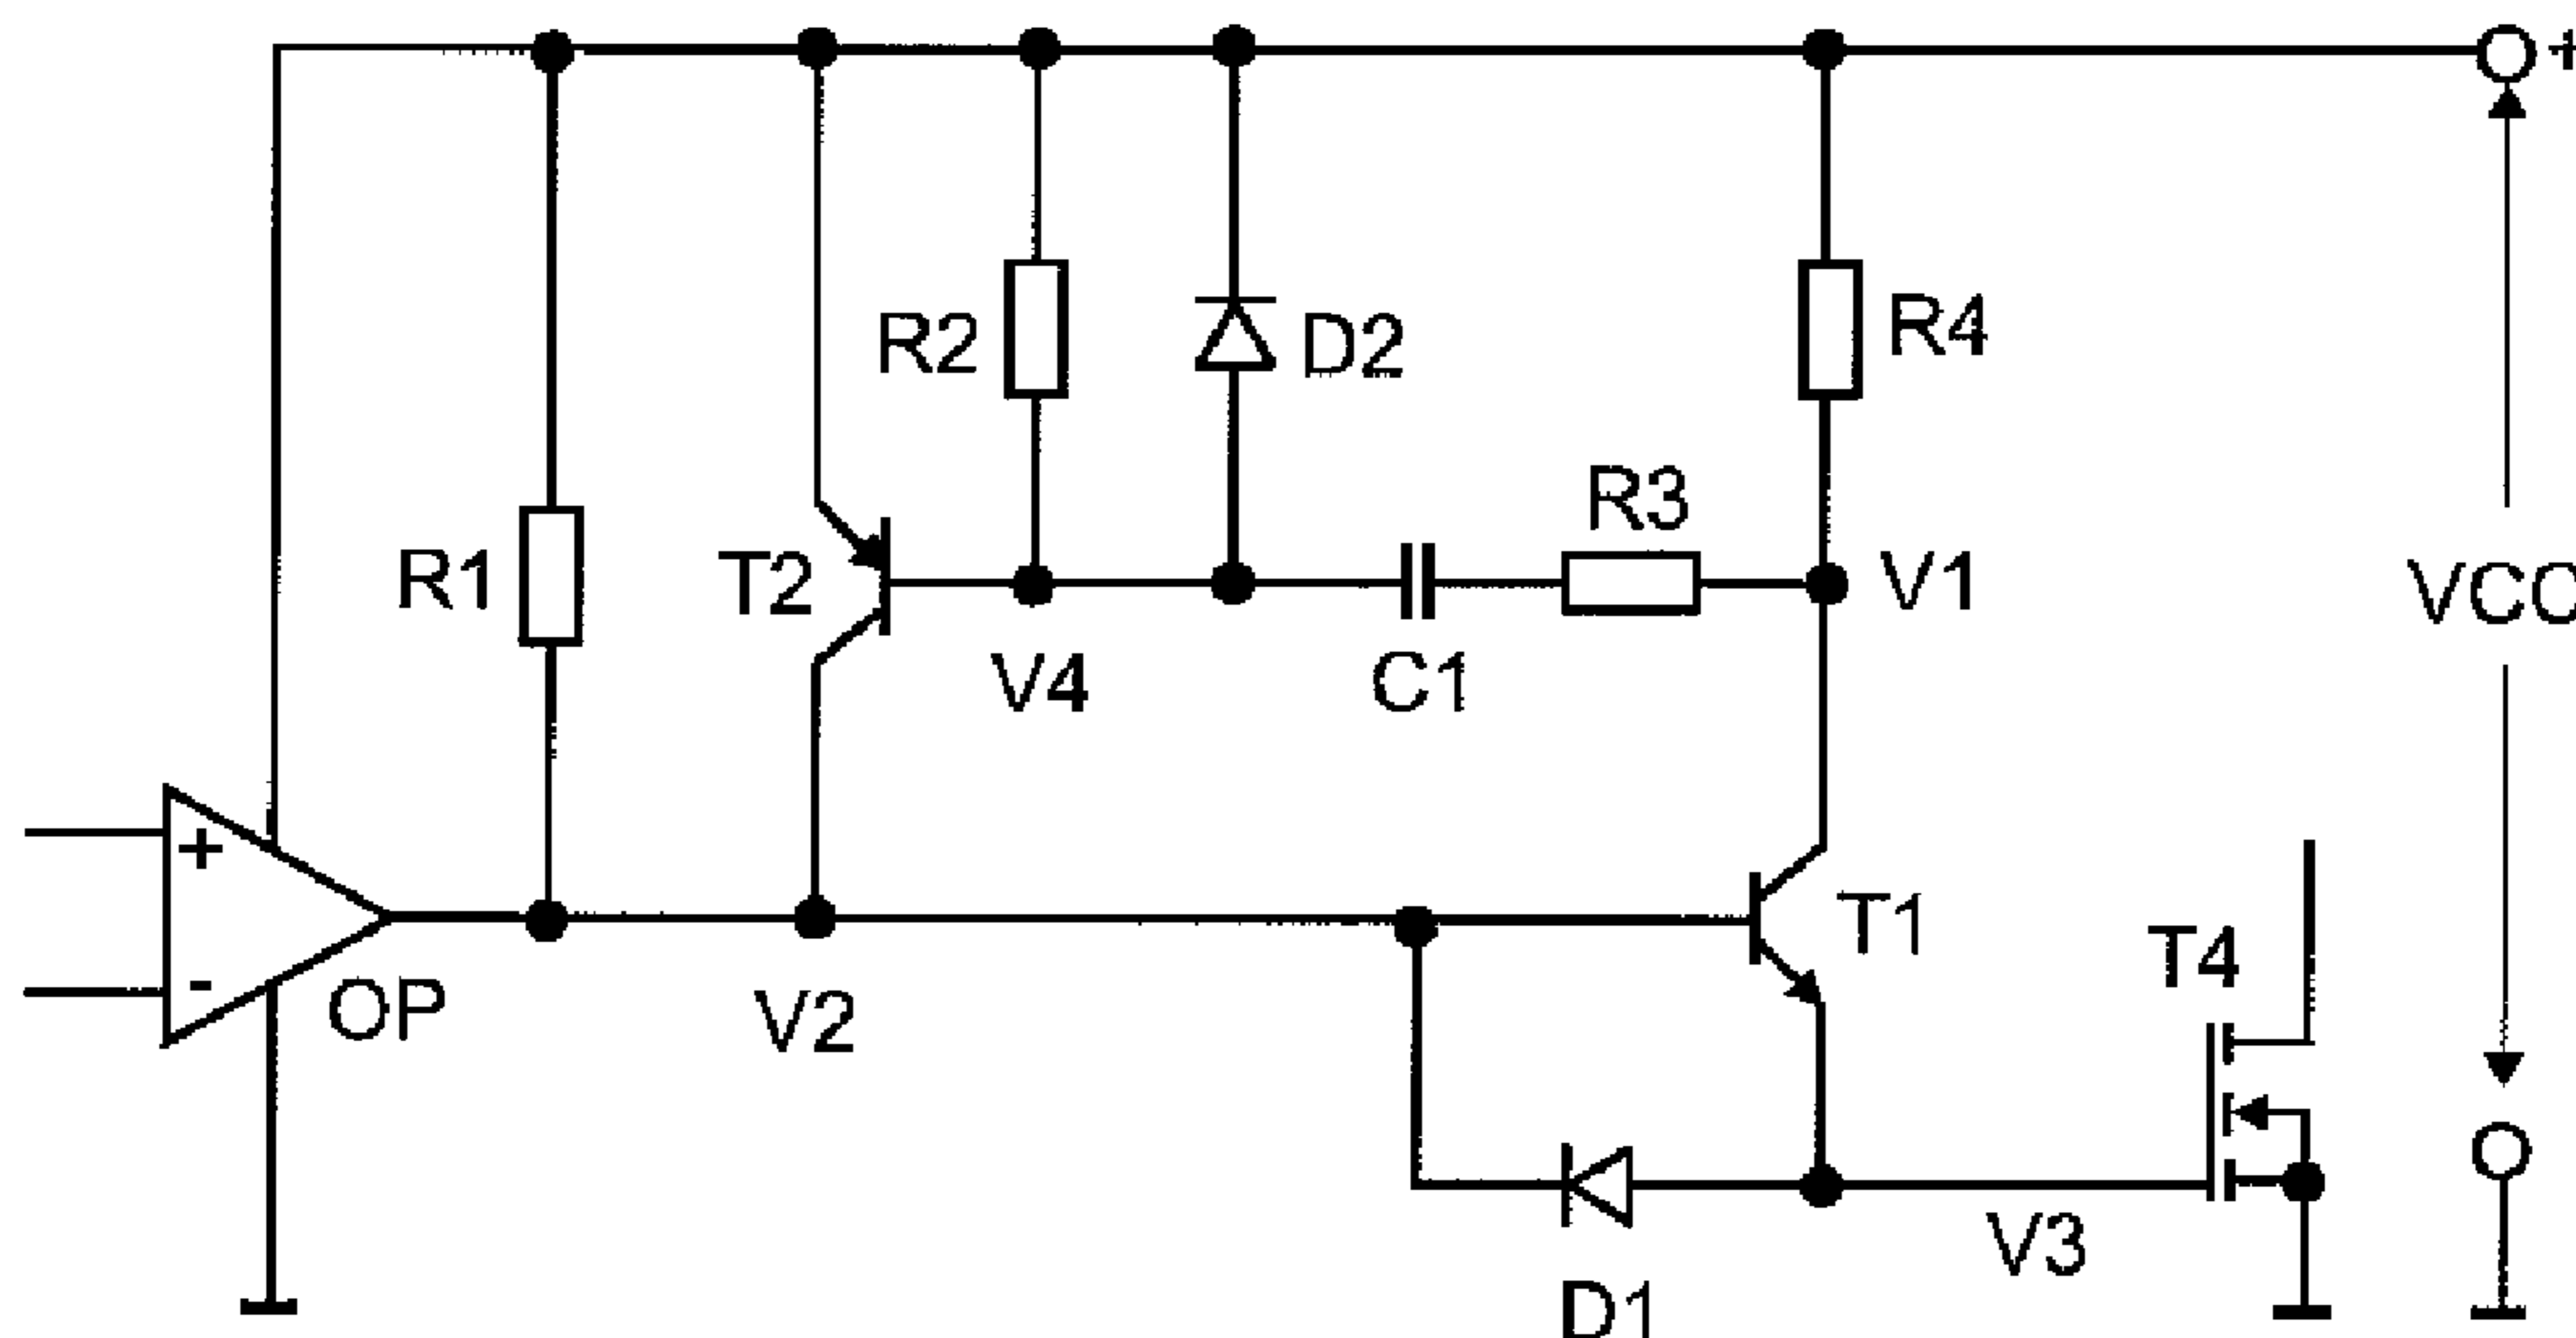 +
R2
D2
R4
R3
R1
T2
V1
VCC
V4
C1
+
T1
T4
-
OP
V2
V3
D1